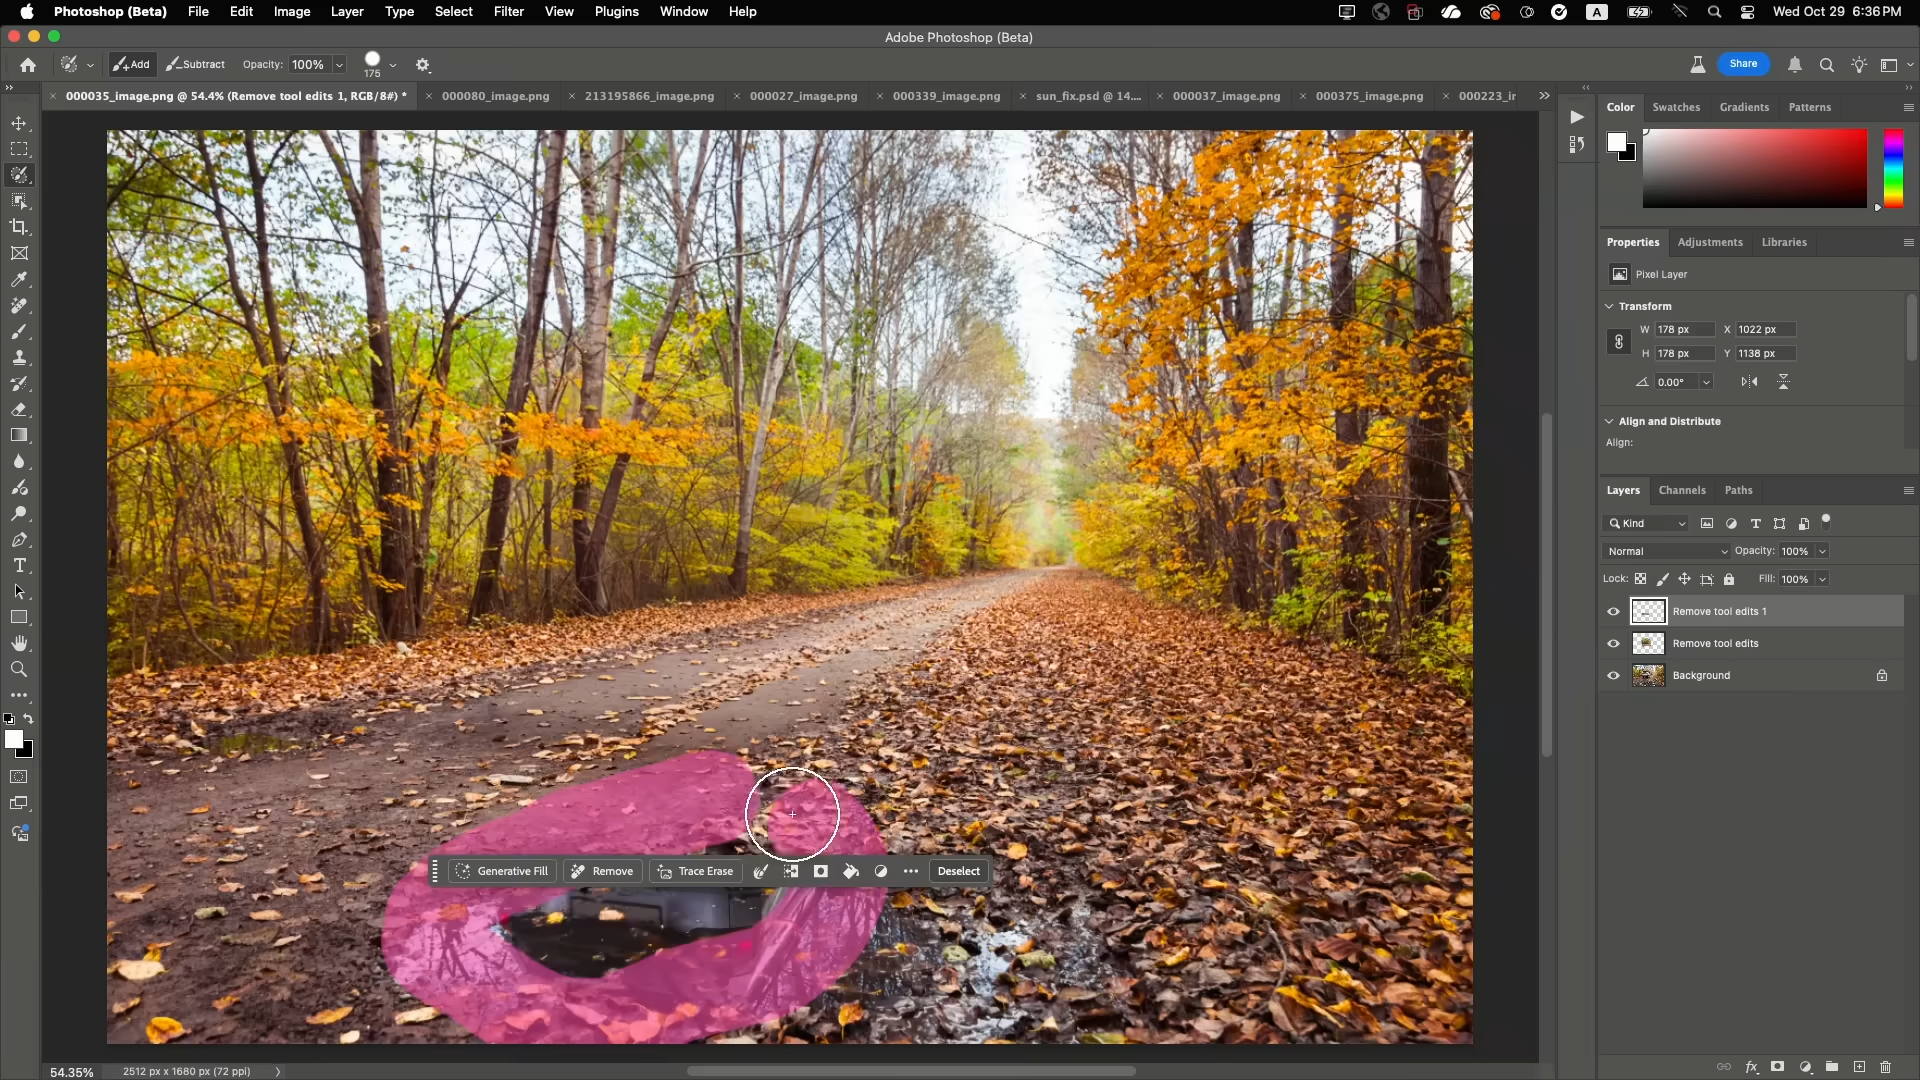 Photoshop (Beta) File Edit Image Layer Type Select Filter View Plugins Window Help A Wed Oct 29 6:36 PM
Adobe Photoshop (Beta)
Add Subtract Opacity: 100% 175 Share
000035_image.png @ 54.4% (Remove tool edits 1, RGB/8#) * 000080_image.png 213195866_image.png 000027_image.png 000339_image.png sun_fix.psd @ 14.... 000037_image.png 000375_image.png 000223_ir
Color Swatches Gradients Patterns
Properties Adjustments Libraries
Pixel Layer
Transform
W 178 px X 1022 px
H 178 px Y 1138 px
0.00°
Align and Distribute
Align:
Layers Channels Paths
Kind
Normal Opacity: 100%
Lock: Fill: 100%
Remove tool edits 1
Remove tool edits
Background
Generative Fill Remove Trace Erase Deselect
54.35% 2512 px x 1680 px (72 ppi)